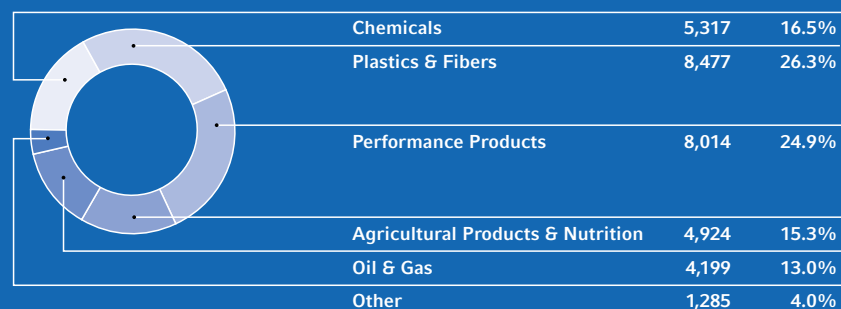 Chemicals 5,317 16.5%
Plastics & Fibers 8,477 26.3%
Performance Products 8,014 24.9%
Agricultural Products & Nutrition 4,924 15.3%
Oil & Gas 4,199 13.0%
Other 1,285 4.0%